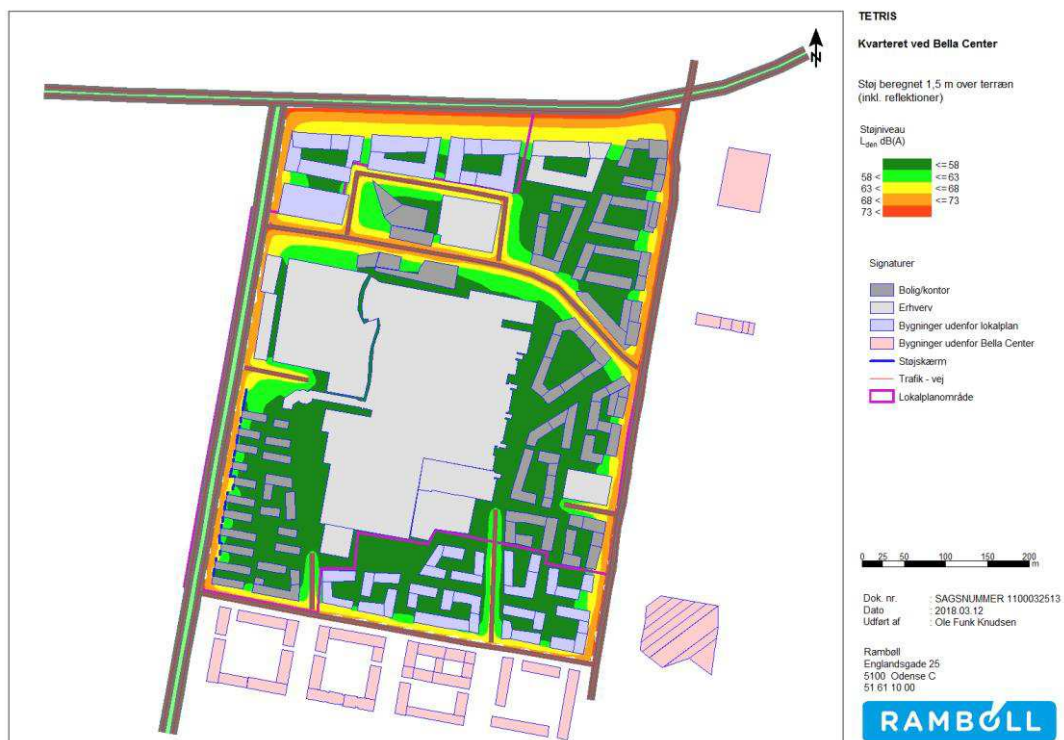 TETRIS
Kvarteret ved Bella Center
N
Støj beregnet 1,5 m over terræn
(inkl. reflektioner)
Støjniveau
Lden dB(A)
<= 58
58 < <= 63
63 < <= 68
68 < <= 73
73 <
Signaturer
Bolig/kontor
Erhverv
Bygninger udenfor lokalplan
Bygninger udenfor Bella Center
Støjskærm
Trafik - vej
Lokalplanområde
0 25 50 100 150 200
m
Dok. nr. : SAGSNUMMER 1100032513
Dato : 2018.03.12
Udført af : Ole Funk Knudsen
Rambøll
Englandsgade 25
5100 Odense C
51 61 10 00
RAMBOLL